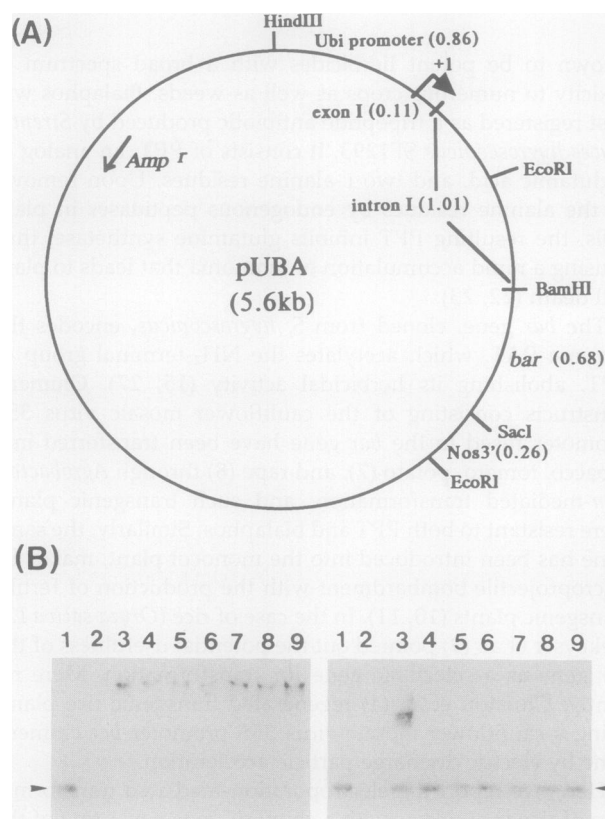 (A)
HindIII
Ubi promoter (0.86)
+1
exon I (0.11)
Amp r
EcoRI
intron I (1.01)
pUBA
(5.6kb)
BamHI
bar (0.68)
SacI
Nos3'(0.26)
EcoRI
(B)
1 2 3 4 5 6 7 8 9
1 2 3 4 5 6 7 8 9